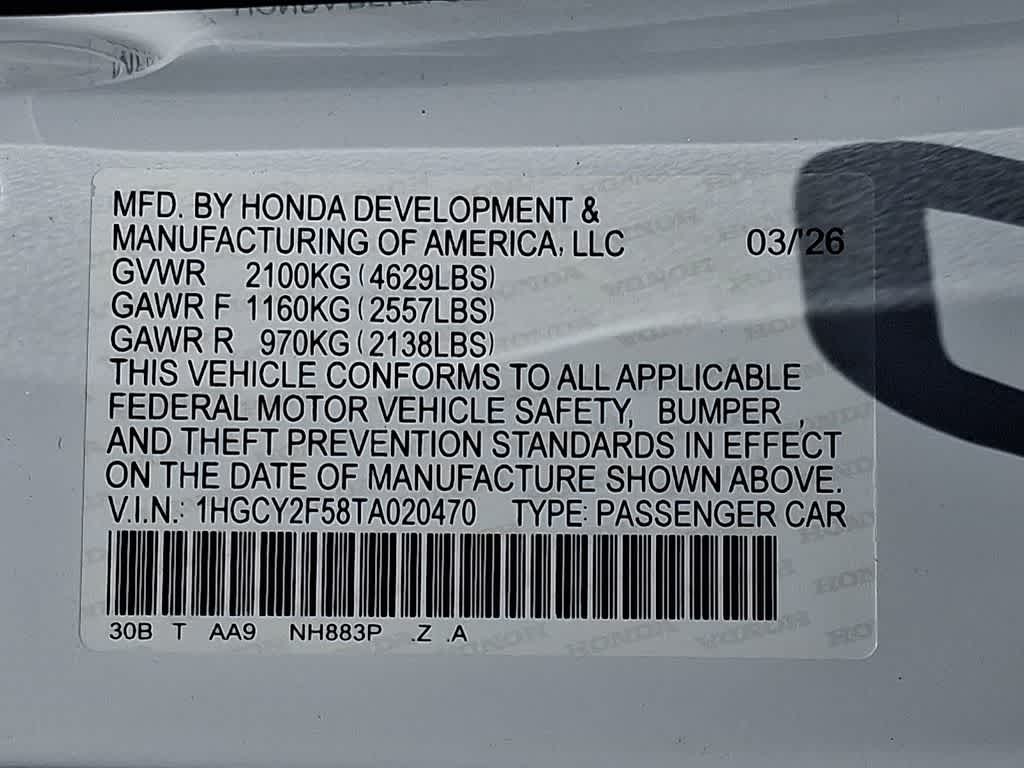 MFD. BY HONDA DEVELOPMENT &
MANUFACTURING OF AMERICA, LLC 03/'26
GVWR 2100KG (4629LBS)
GAWR F 1160KG (2557LBS)
GAWR R 970KG (2138LBS)
THIS VEHICLE CONFORMS TO ALL APPLICABLE
FEDERAL MOTOR VEHICLE SAFETY, BUMPER ,
AND THEFT PREVENTION STANDARDS IN EFFECT
ON THE DATE OF MANUFACTURE SHOWN ABOVE.
V.I.N.: 1HGCY2F58TA020470 TYPE: PASSENGER CAR
30B T AA9 NH883P .Z .A